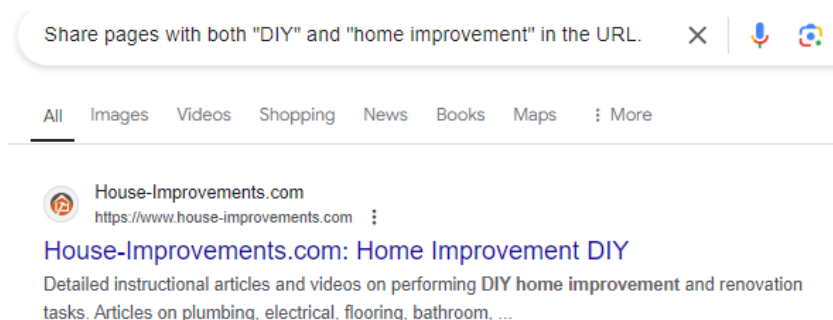 Share pages with both "DIY" and "home improvement" in the URL.
All Images Videos Shopping News Books Maps More
House-Improvements.com
https://www.house-improvements.com
House-Improvements.com: Home Improvement DIY
Detailed instructional articles and videos on performing DIY home improvement and renovation
tasks. Articles on plumbing, electrical, flooring, bathroom, ...